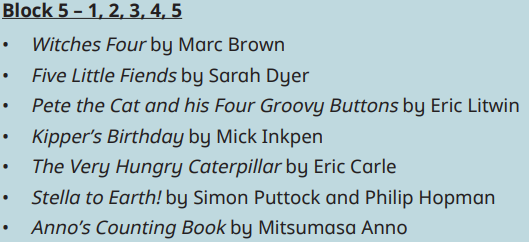 Block 5 – 1, 2, 3, 4, 5
• Witches Four by Marc Brown
• Five Little Fiends by Sarah Dyer
• Pete the Cat and his Four Groovy Buttons by Eric Litwin
• Kipper’s Birthday by Mick Inkpen
• The Very Hungry Caterpillar by Eric Carle
• Stella to Earth! by Simon Puttock and Philip Hopman
• Anno’s Counting Book by Mitsumasa Anno